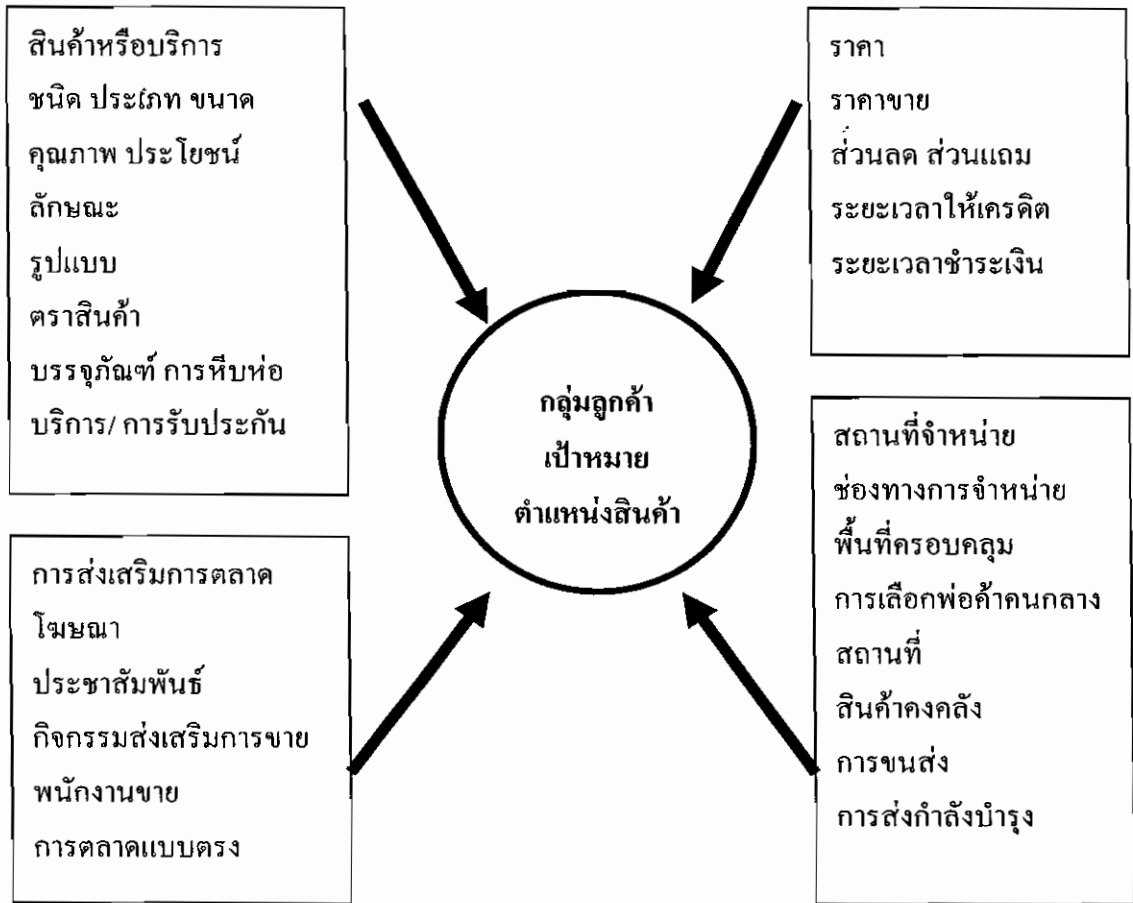 สินค้าหรือบริการ
ชนิด ประเภท ขนาด
คุณภาพ ประโยชน์
ลักษณะ
รูปแบบ
ตราสินค้า
บรรจุภัณฑ์ การหีบห่อ
บริการ/ การรับประกัน
ราคา
ราคาขาย
ส่วนลด ส่วนแถม
ระยะเวลาให้เครดิต
ระยะเวลาชำระเงิน
กลุ่มลูกค้า
เป้าหมาย
ตำแหน่งสินค้า
การส่งเสริมการตลาด
โฆษณา
ประชาสัมพันธ์
กิจกรรมส่งเสริมการขาย
พนักงานขาย
การตลาดแบบตรง
สถานที่จำหน่าย
ช่องทางการจำหน่าย
พื้นที่ครอบคลุม
การเลือกพ่อค้าคนกลาง
สถานที่
สินค้าคงคลัง
การขนส่ง
การส่งกำลังบำรุง